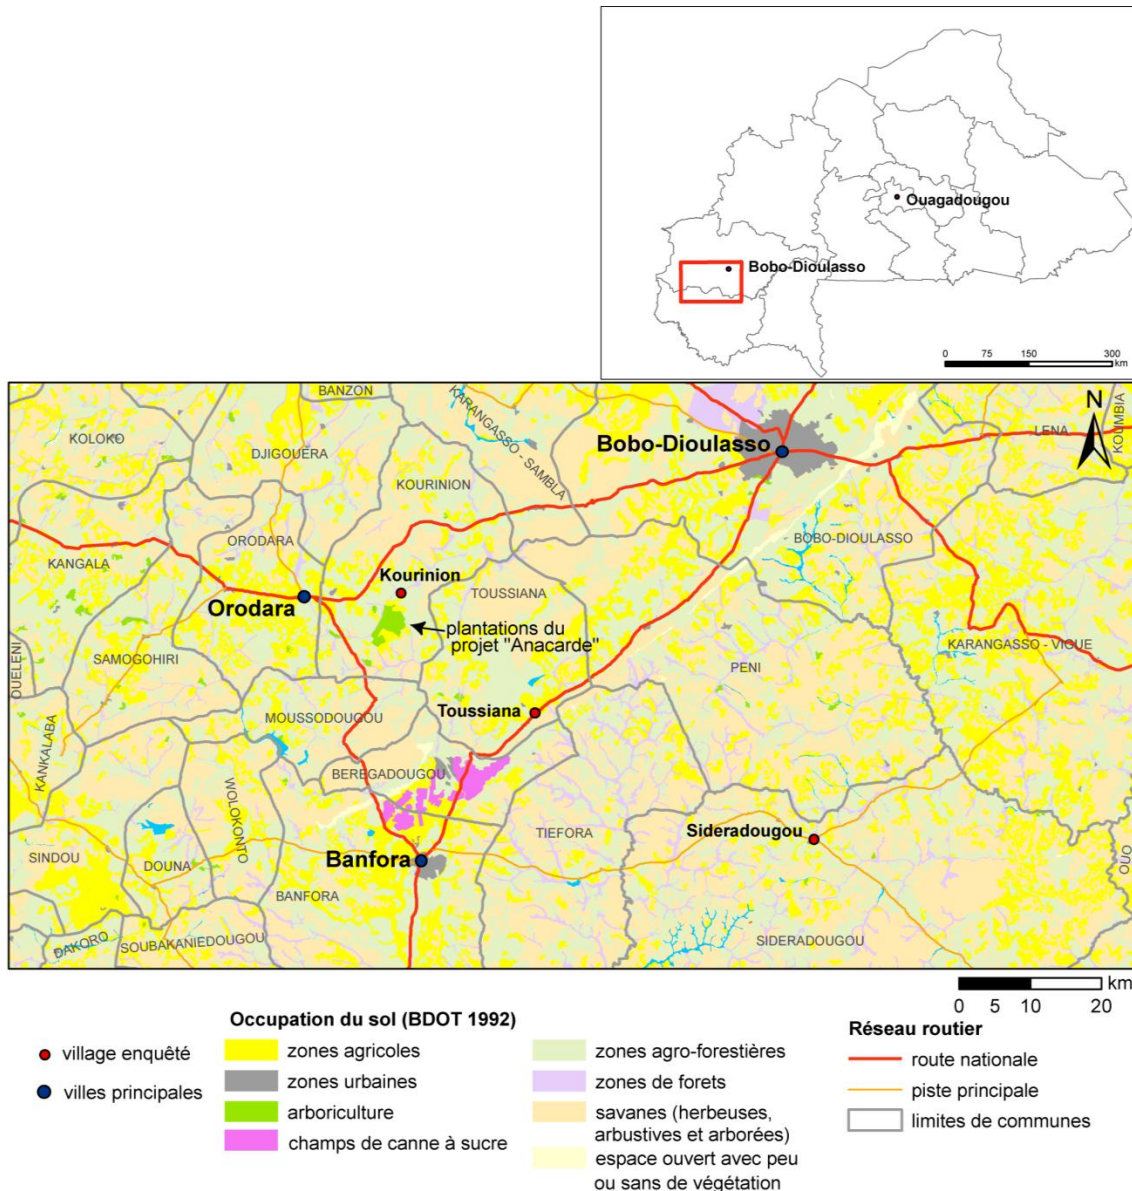 Ouagadougou
Bobo-Dioulasso
0 75 150 300
km
BANZON
KOLOKO
KARANGASSO - SAMBLA
N
KOUMBIA
LENA
Bobo-Dioulasso
DJIGOUERA
KOURINION
ORODARA
BOBO-DIOULASSO
KANGALA
Kourinion
TOUSSIANA
Orodara
plantations du
projet "Anacarde"
KARANGASSO - VIGUE
OUELENI
SAMOGOHIRI
PENI
MOUSSODOUGOU
Toussiana
KANKALABA
BEREGADOUGOU
WOLOKONTO
TIEFORA
Sideradougou
SINDOU
DOUNA
Banfora
OUO
BANFORA
DAKORO
SOUBAKANIEDOUGOU
SIDERADOUGOU
km
0 5 10 20
Occupation du sol (BDOT 1992)
Réseau routier
village enquêté
villes principales
zones agricoles
zones urbaines
arboriculture
champs de canne à sucre
zones agro-forestières
zones de forets
savanes (herbeuses,
arbustives et arborées)
espace ouvert avec peu
ou sans de végétation
route nationale
piste principale
limites de communes